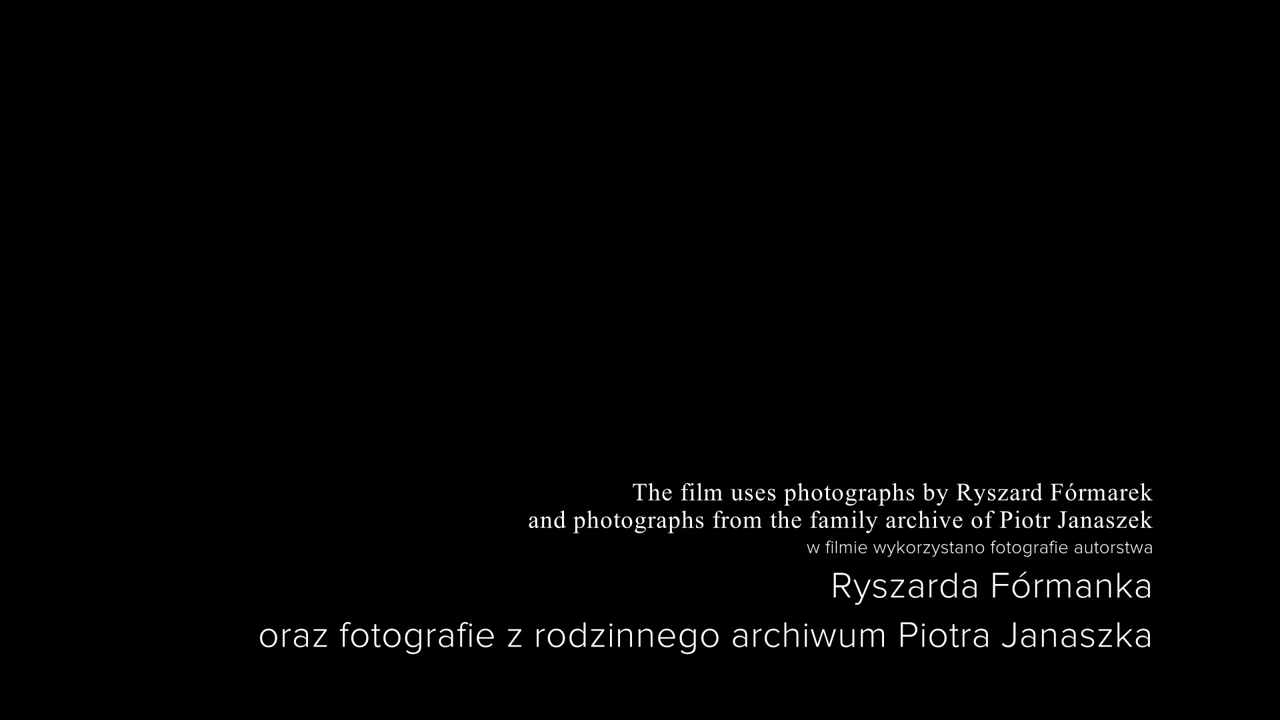 The film uses photographs by Ryszard Fórmarek
and photographs from the family archive of Piotr Janaszek
w filmie wykorzystano fotografie autorstwa
Ryszarda Fórmanka
oraz fotografie z rodzinnego archiwum Piotra Janaszka